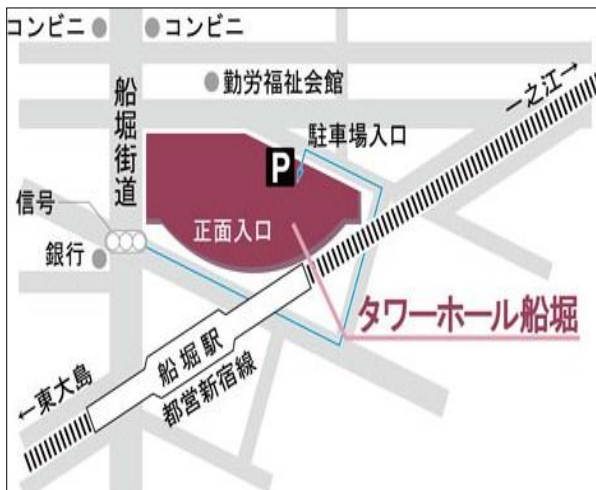 コンビニ
コンビニ
勤労福祉会館
一之江→
船堀街道
駐車場入口
P
信号
正面入口
銀行
タワーホール船堀
船堀駅
都営新宿線
←東大島